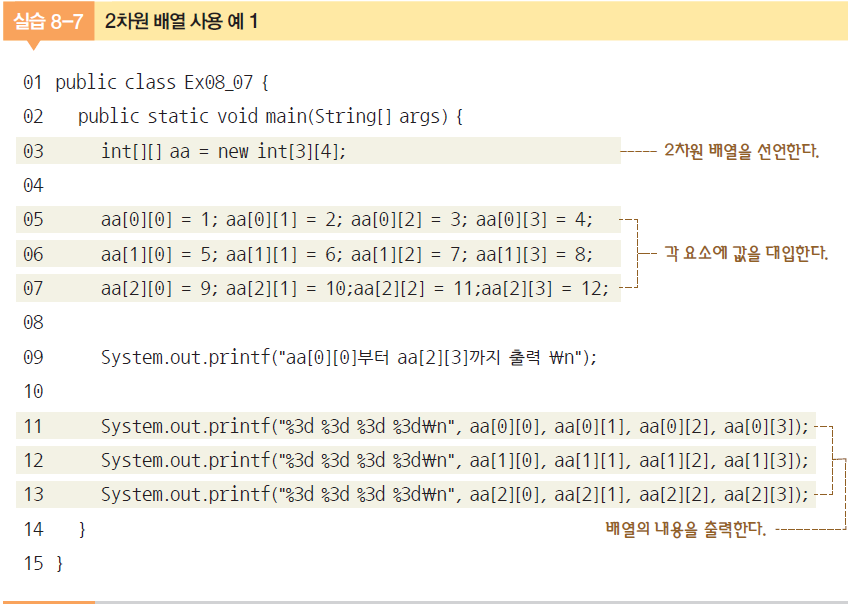 실습 8-7 2차원 배열 사용 예 1
01 public class Ex08_07 {
02 public static void main(String[] args) {
03 int[][] aa = new int[3][4]; 2차원 배열을 선언한다.
04
05 aa[0][0] = 1; aa[0][1] = 2; aa[0][2] = 3; aa[0][3] = 4;
06 aa[1][0] = 5; aa[1][1] = 6; aa[1][2] = 7; aa[1][3] = 8; 각 요소에 값을 대입한다.
07 aa[2][0] = 9; aa[2][1] = 10;aa[2][2] = 11;aa[2][3] = 12;
08
09 System.out.printf("aa[0][0]부터 aa[2][3]까지 출력 ₩n");
10
11 System.out.printf("%3d %3d %3d %3d₩n", aa[0][0], aa[0][1], aa[0][2], aa[0][3]);
12 System.out.printf("%3d %3d %3d %3d₩n", aa[1][0], aa[1][1], aa[1][2], aa[1][3]);
13 System.out.printf("%3d %3d %3d %3d₩n", aa[2][0], aa[2][1], aa[2][2], aa[2][3]);
14 } 배열의 내용을 출력한다.
15 }